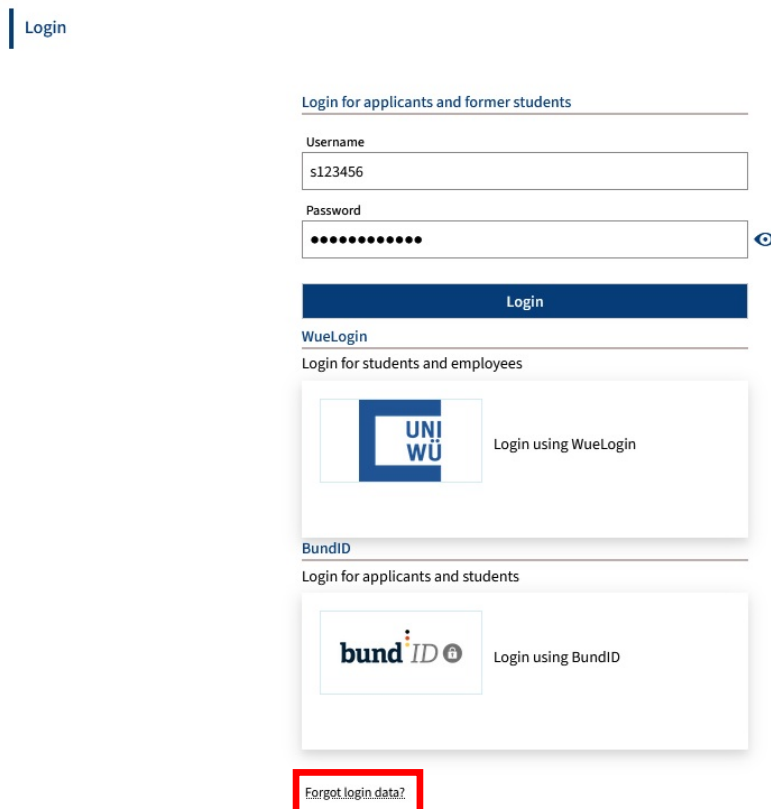 Login
Login for applicants and former students
Username
s123456
Password
••••••••••••
Login
WueLogin
Login for students and employees
UNI
WÜ
Login using WueLogin
BundID
Login for applicants and students
bund ID
Login using BundID
Forgot login data?